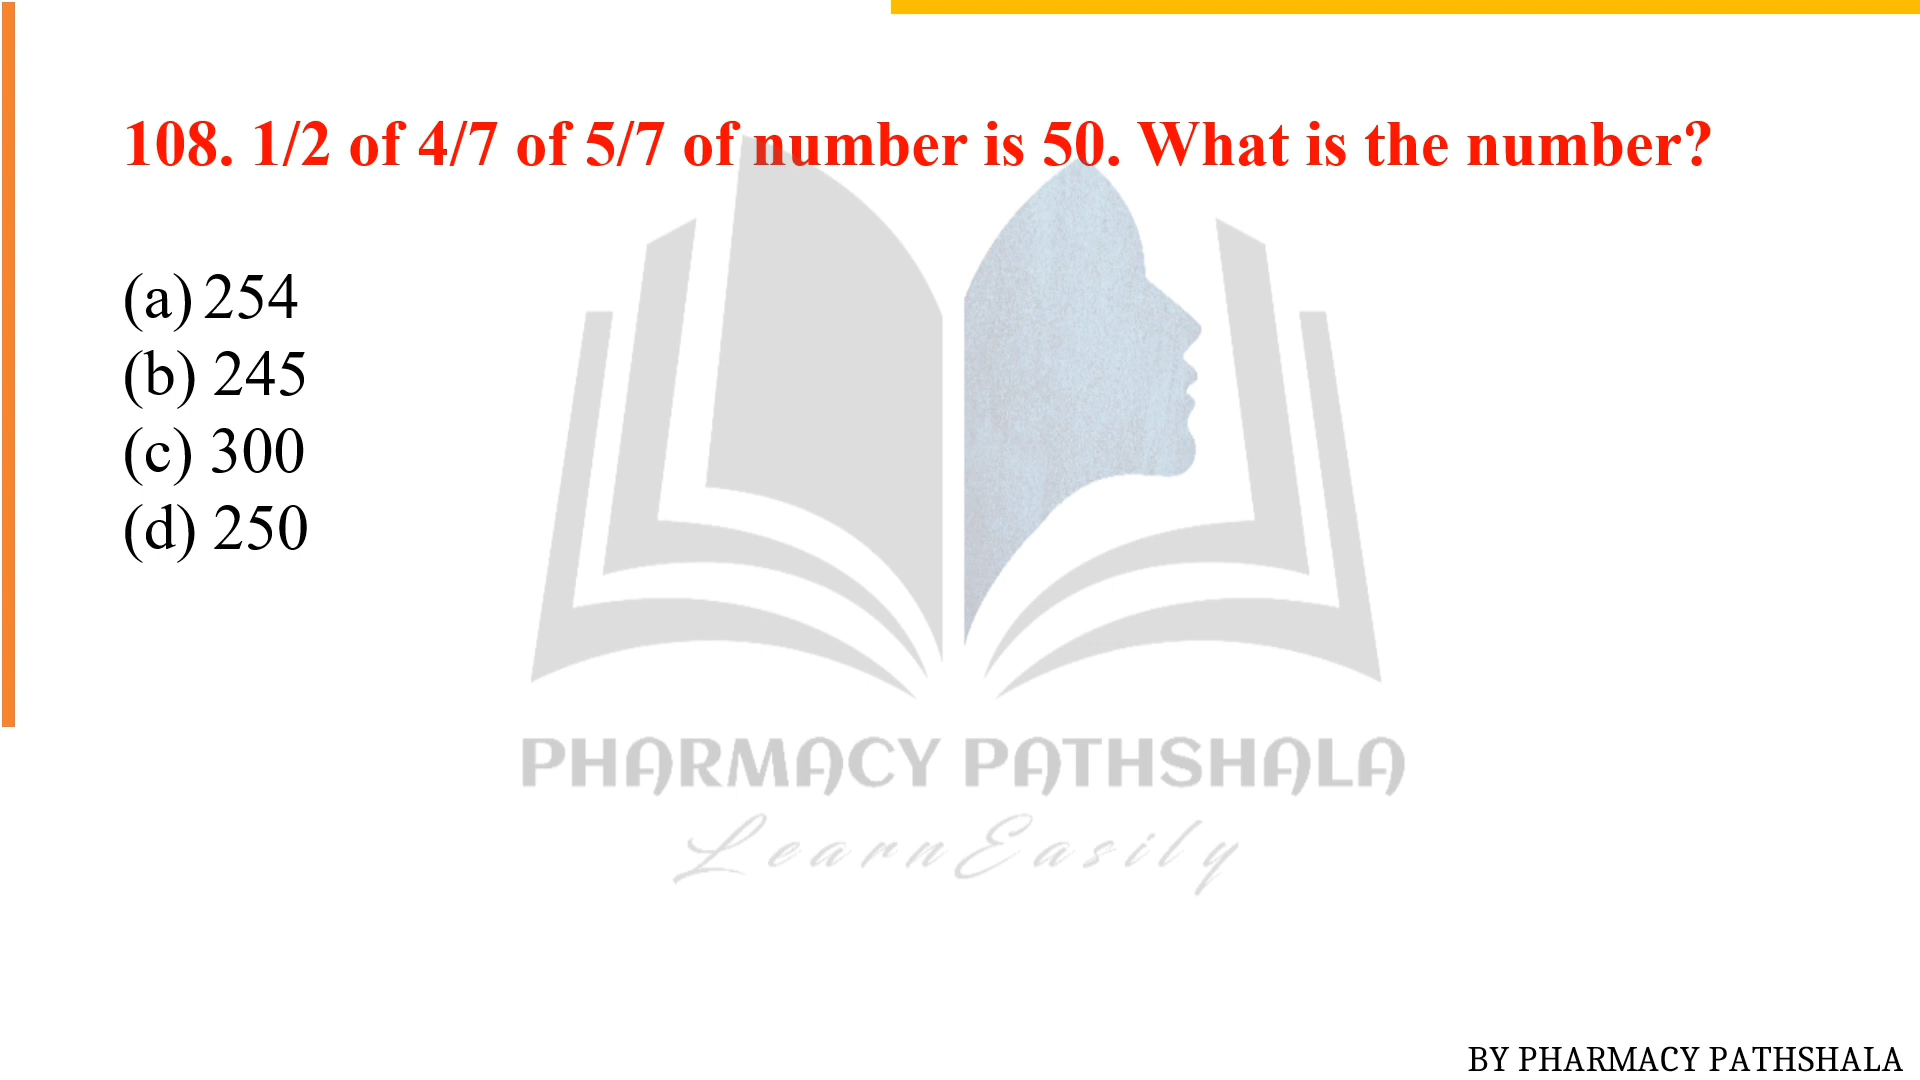 108. 1/2 of 4/7 of 5/7 of number is 50. What is the number?
(a) 254
(b) 245
(c) 300
(d) 250
PHARMACY PATHSHALA
Learn Easily
BY PHARMACY PATHSHALA